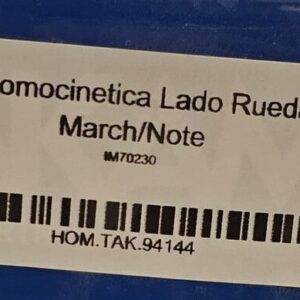 omocinetica Lado Rueda
March/Note
IM70230
HOM.TAK.94144